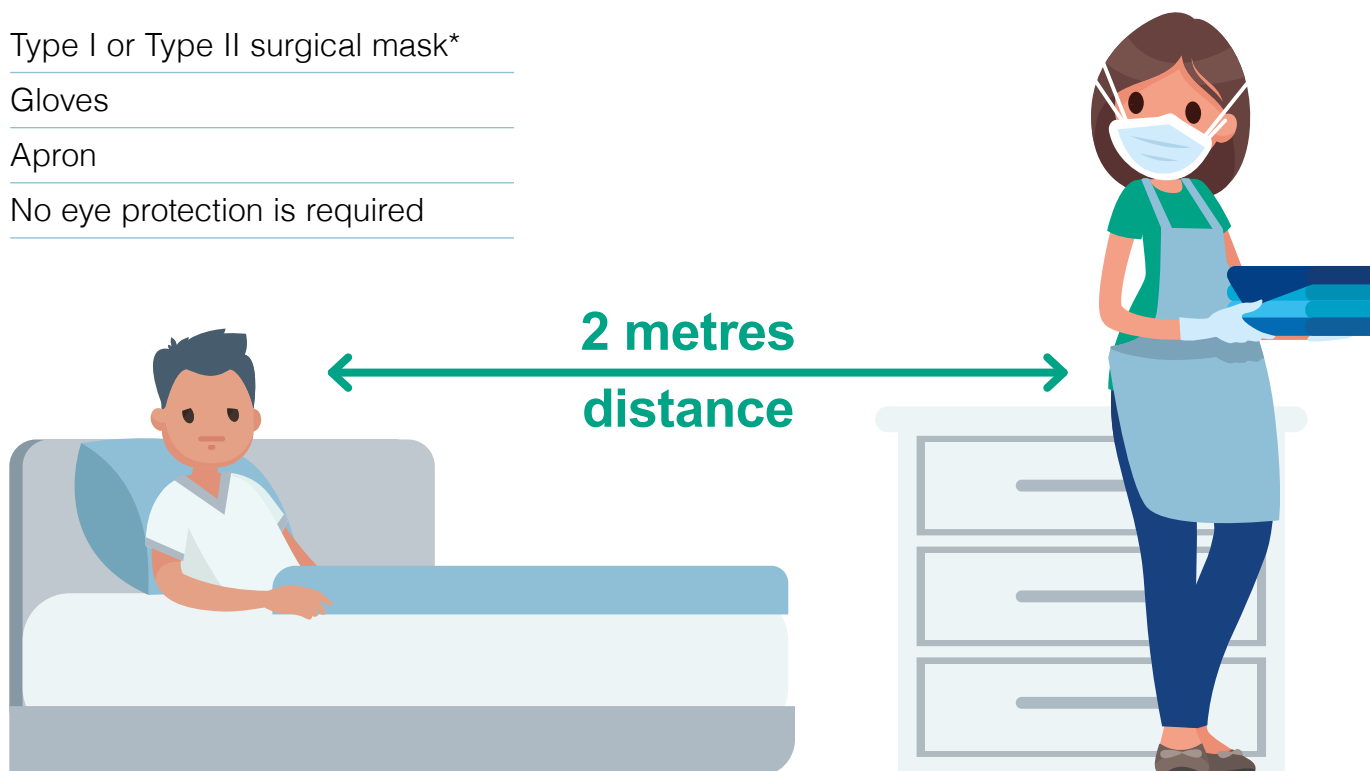 Type I or Type II surgical mask*
Gloves
Apron
No eye protection is required
2 metres
distance